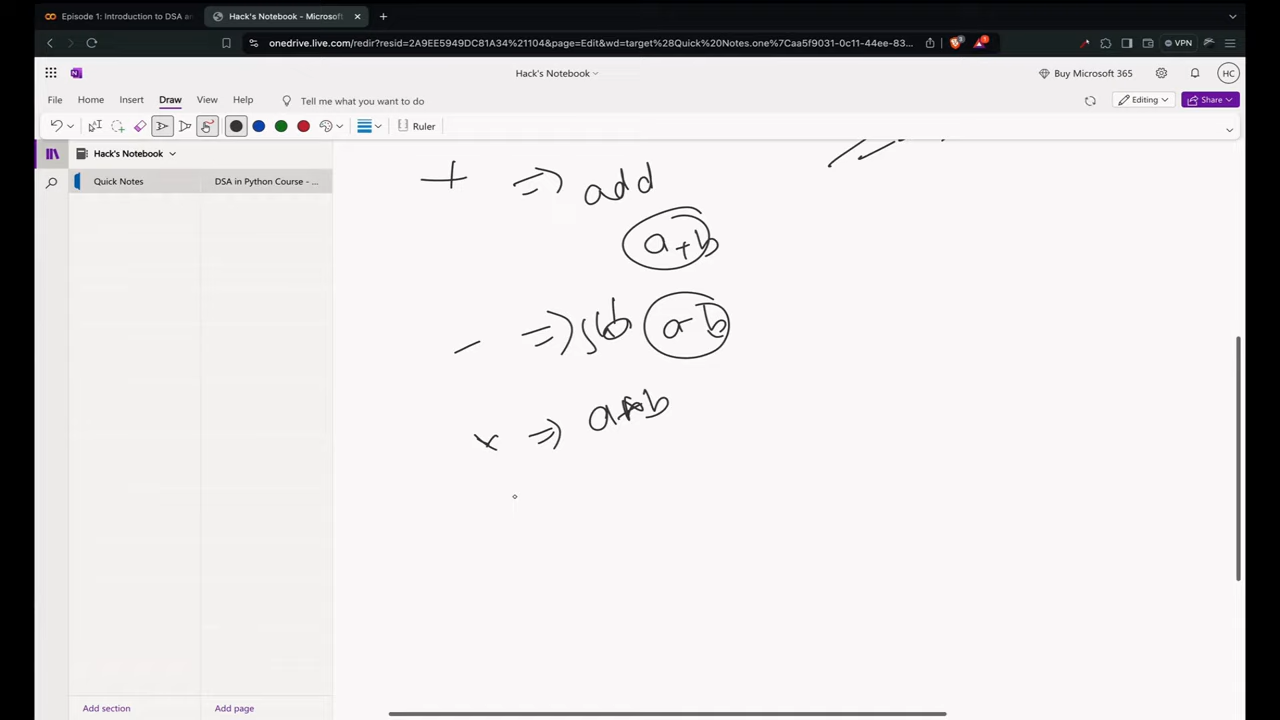 Episode 1: Introduction to DSA an
Hack's Notebook - Microsoft
onedrive.live.com/redir?resid=2A9EE5949DC81A34%21104&page=Edit&wd=target%28Quick%20Notes.one%7Caa5f9031-0c11-44ee-83...
VPN
Hack's Notebook
Buy Microsoft 365
HC
File Home Insert Draw View Help Tell me what you want to do
Editing
Share
Ruler
Hack's Notebook
Quick Notes
DSA in Python Course - ...
+ => add
a+b
- => sub a-b
x => a*b
Add section
Add page